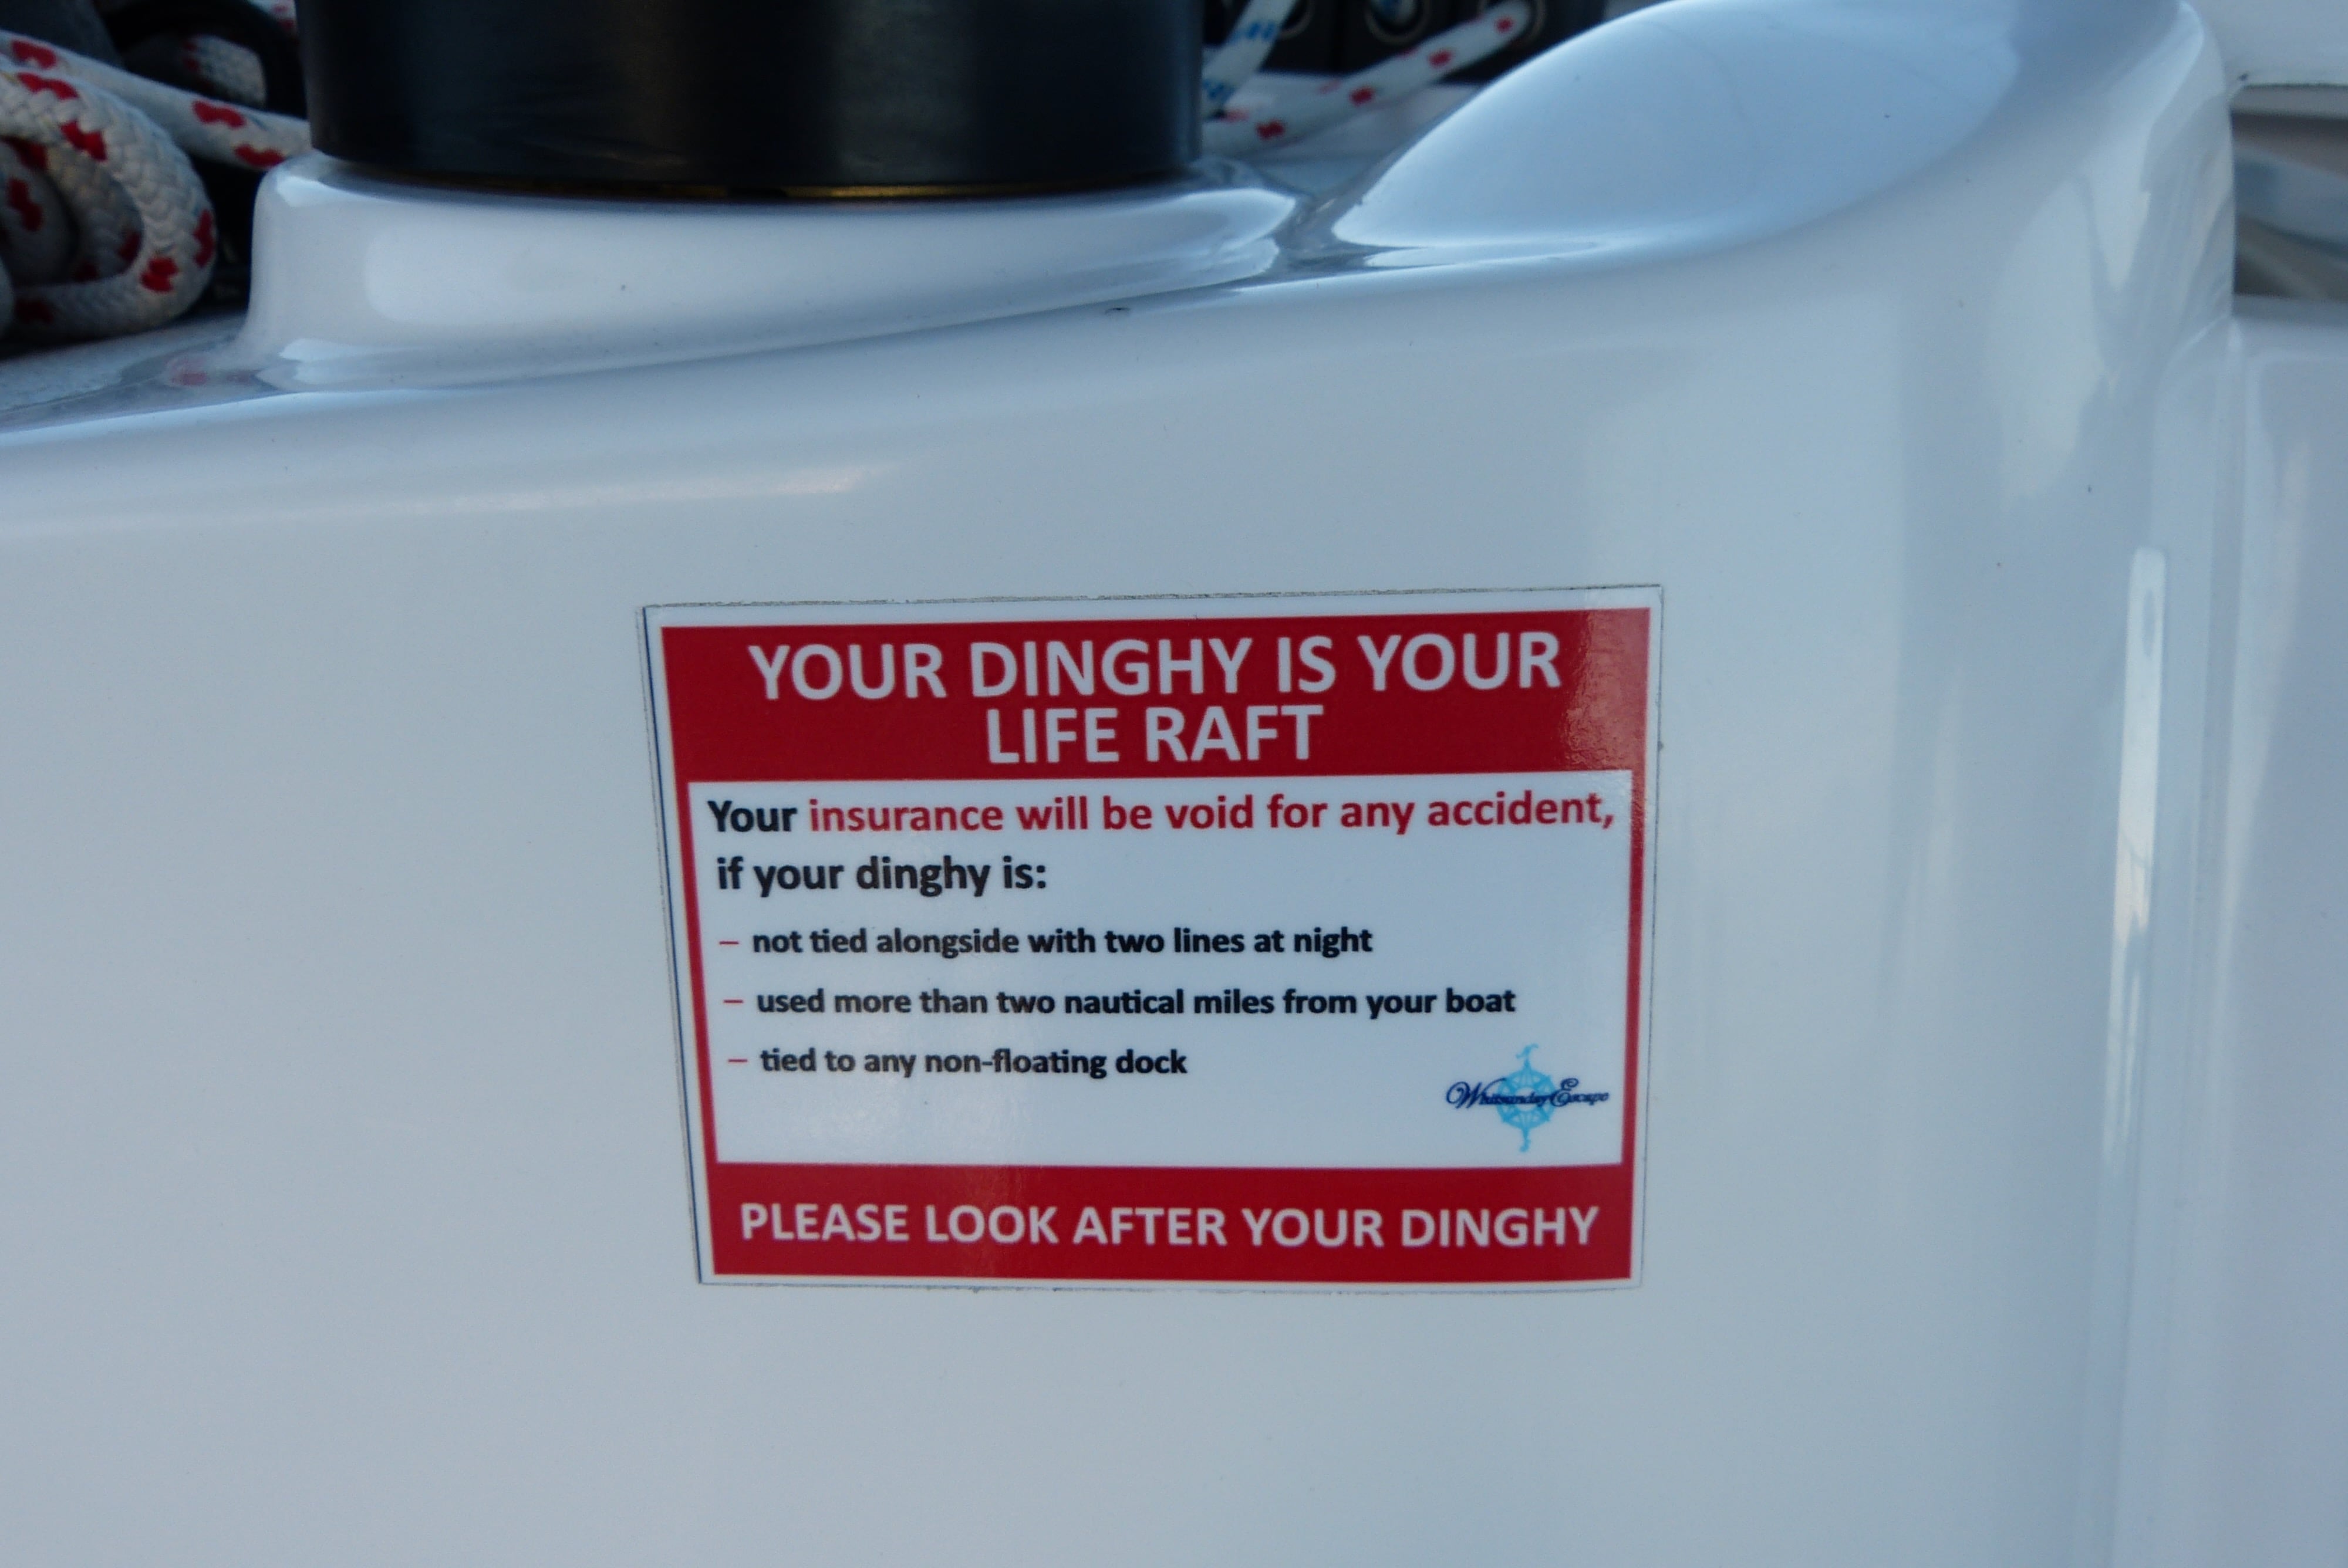 YOUR DINGHY IS YOUR
LIFE RAFT
Your insurance will be void for any accident,
if your dinghy is:
– not tied alongside with two lines at night
– used more than two nautical miles from your boat
– tied to any non-floating dock
Whitsunday Escape
PLEASE LOOK AFTER YOUR DINGHY